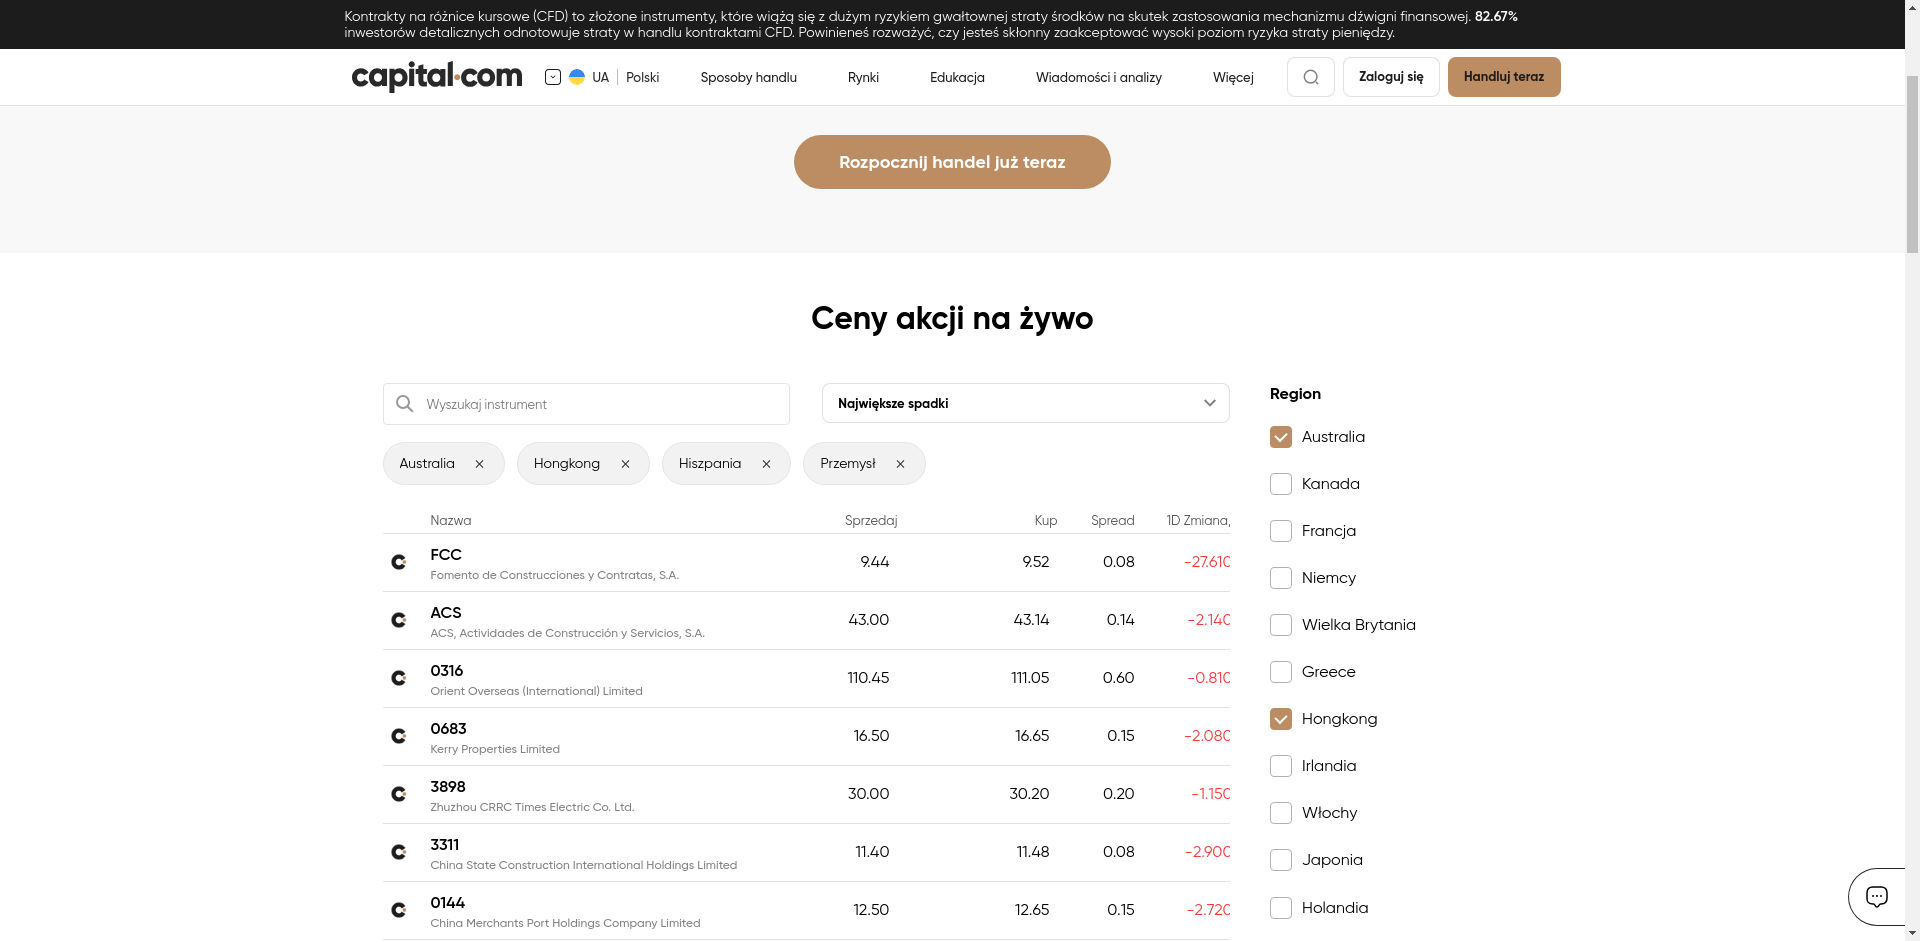 Kontrakty na różnice kursowe (CFD) to złożone instrumenty, które wiążą się z dużym ryzykiem gwałtownej straty środków na skutek zastosowania mechanizmu dźwigni finansowej. 82.67%
inwestorów detalicznych odnotowuje straty w handlu kontraktami CFD. Powinieneś rozważyć, czy jesteś skłonny zaakceptować wysoki poziom ryzyka straty pieniędzy.
capital.com UA Polski Sposoby handlu Rynki Edukacja Wiadomości i analizy Więcej Zaloguj się Handluj teraz
Rozpocznij handel już teraz
Ceny akcji na żywo
Wyszukaj instrument
Największe spadki
Australia Hongkong Hiszpania Przemysł
Nazwa Sprzedaj Kup Spread 1D Zmiana,
FCC 9.44 9.52 0.08 -27.610
Fomento de Construcciones y Contratas, S.A.
ACS 43.00 43.14 0.14 -2.140
ACS, Actividades de Construcción y Servicios, S.A.
0316 110.45 111.05 0.60 -0.810
Orient Overseas (International) Limited
0683 16.50 16.65 0.15 -2.080
Kerry Properties Limited
3898 30.00 30.20 0.20 -1.150
Zhuzhou CRRC Times Electric Co. Ltd.
3311 11.40 11.48 0.08 -2.900
China State Construction International Holdings Limited
0144 12.50 12.65 0.15 -2.720
China Merchants Port Holdings Company Limited
Region
Australia
Kanada
Francja
Niemcy
Wielka Brytania
Greece
Hongkong
Irlandia
Włochy
Japonia
Holandia